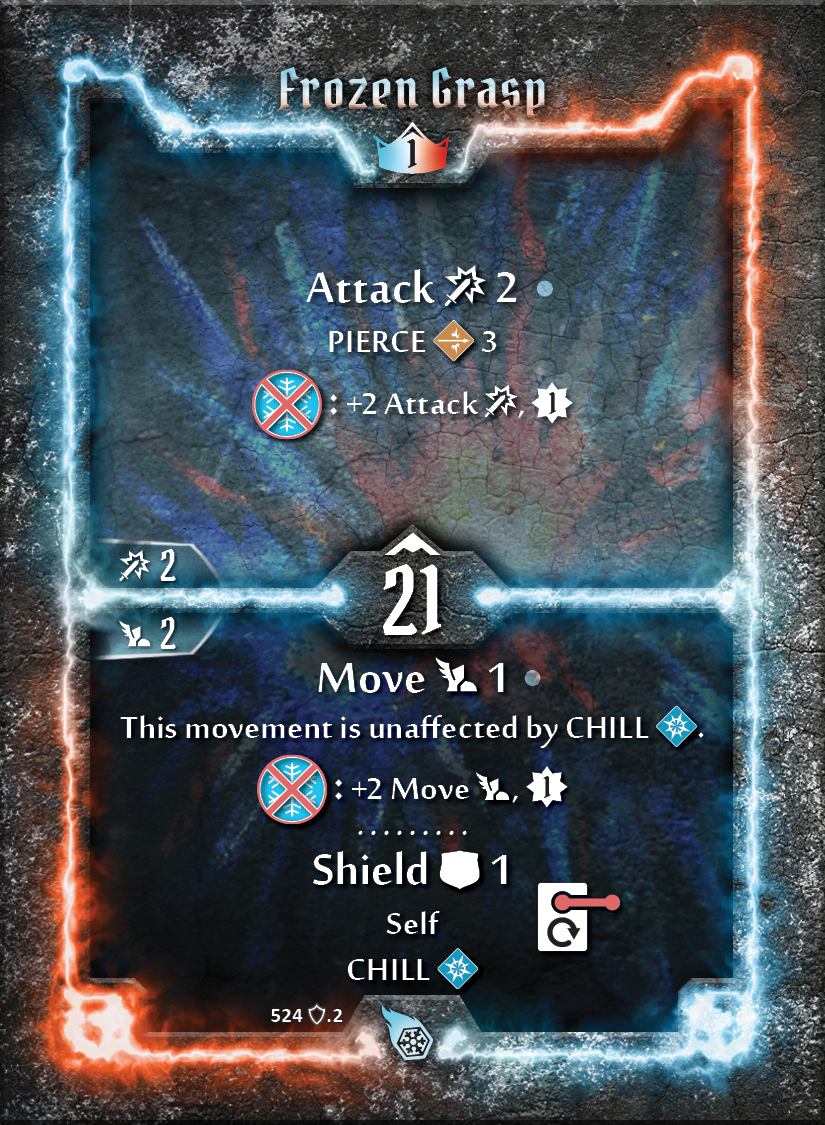 Frozen Grasp
1
Attack 2
PIERCE 3
: +2 Attack, 1
2
21
2
Move 1
This movement is unaffected by CHILL.
: +2 Move, 1
.........
Shield 1
Self
CHILL
524 .2